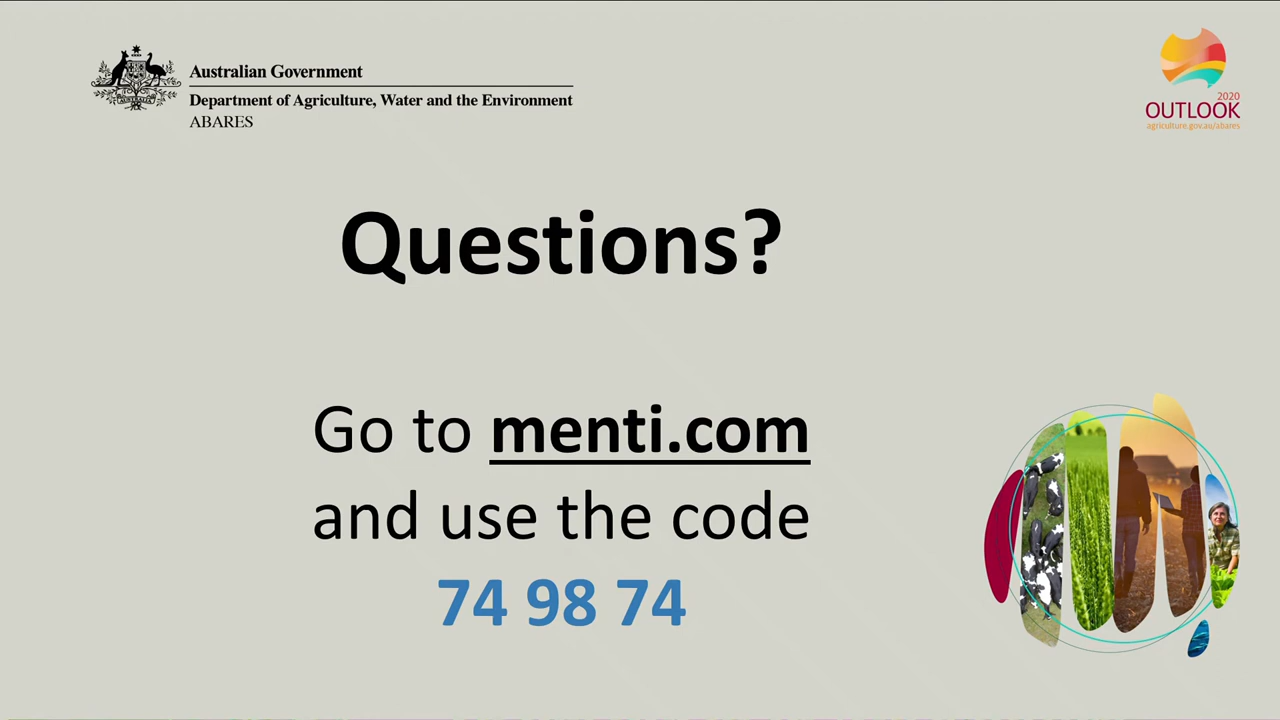 Australian Government
Department of Agriculture, Water and the Environment
ABARES
2020
OUTLOOK
agriculture.gov.au/abares
Questions?
Go to menti.com
and use the code
74 98 74